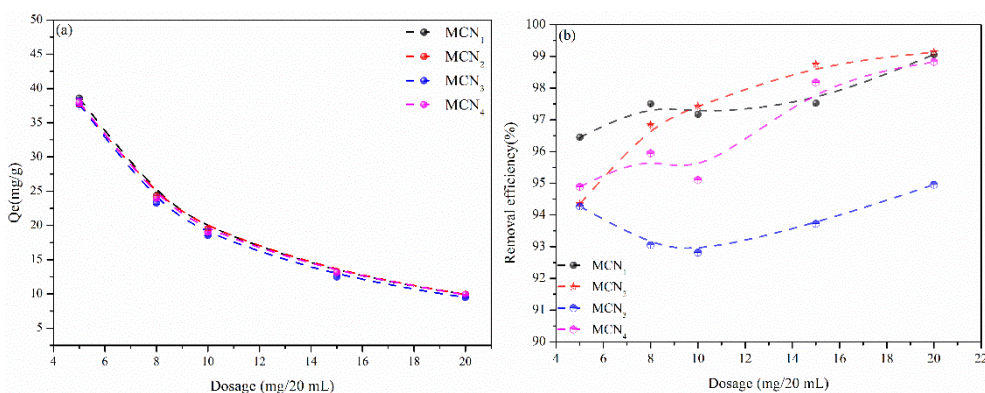 (a)
50
45
40
35
30
25
20
15
10
5
Qe(mg/g)
4 6 8 10 12 14 16 18 20
Dosage (mg/20 mL)
MCN₁
MCN₂
MCN₃
MCN₄
(b)
100
99
98
97
96
95
94
93
92
91
90
Removal efficiency(%)
4 6 8 10 12 14 16 18 20 22
Dosage (mg/20 mL)
MCN₁
MCN₂
MCN₃
MCN₄